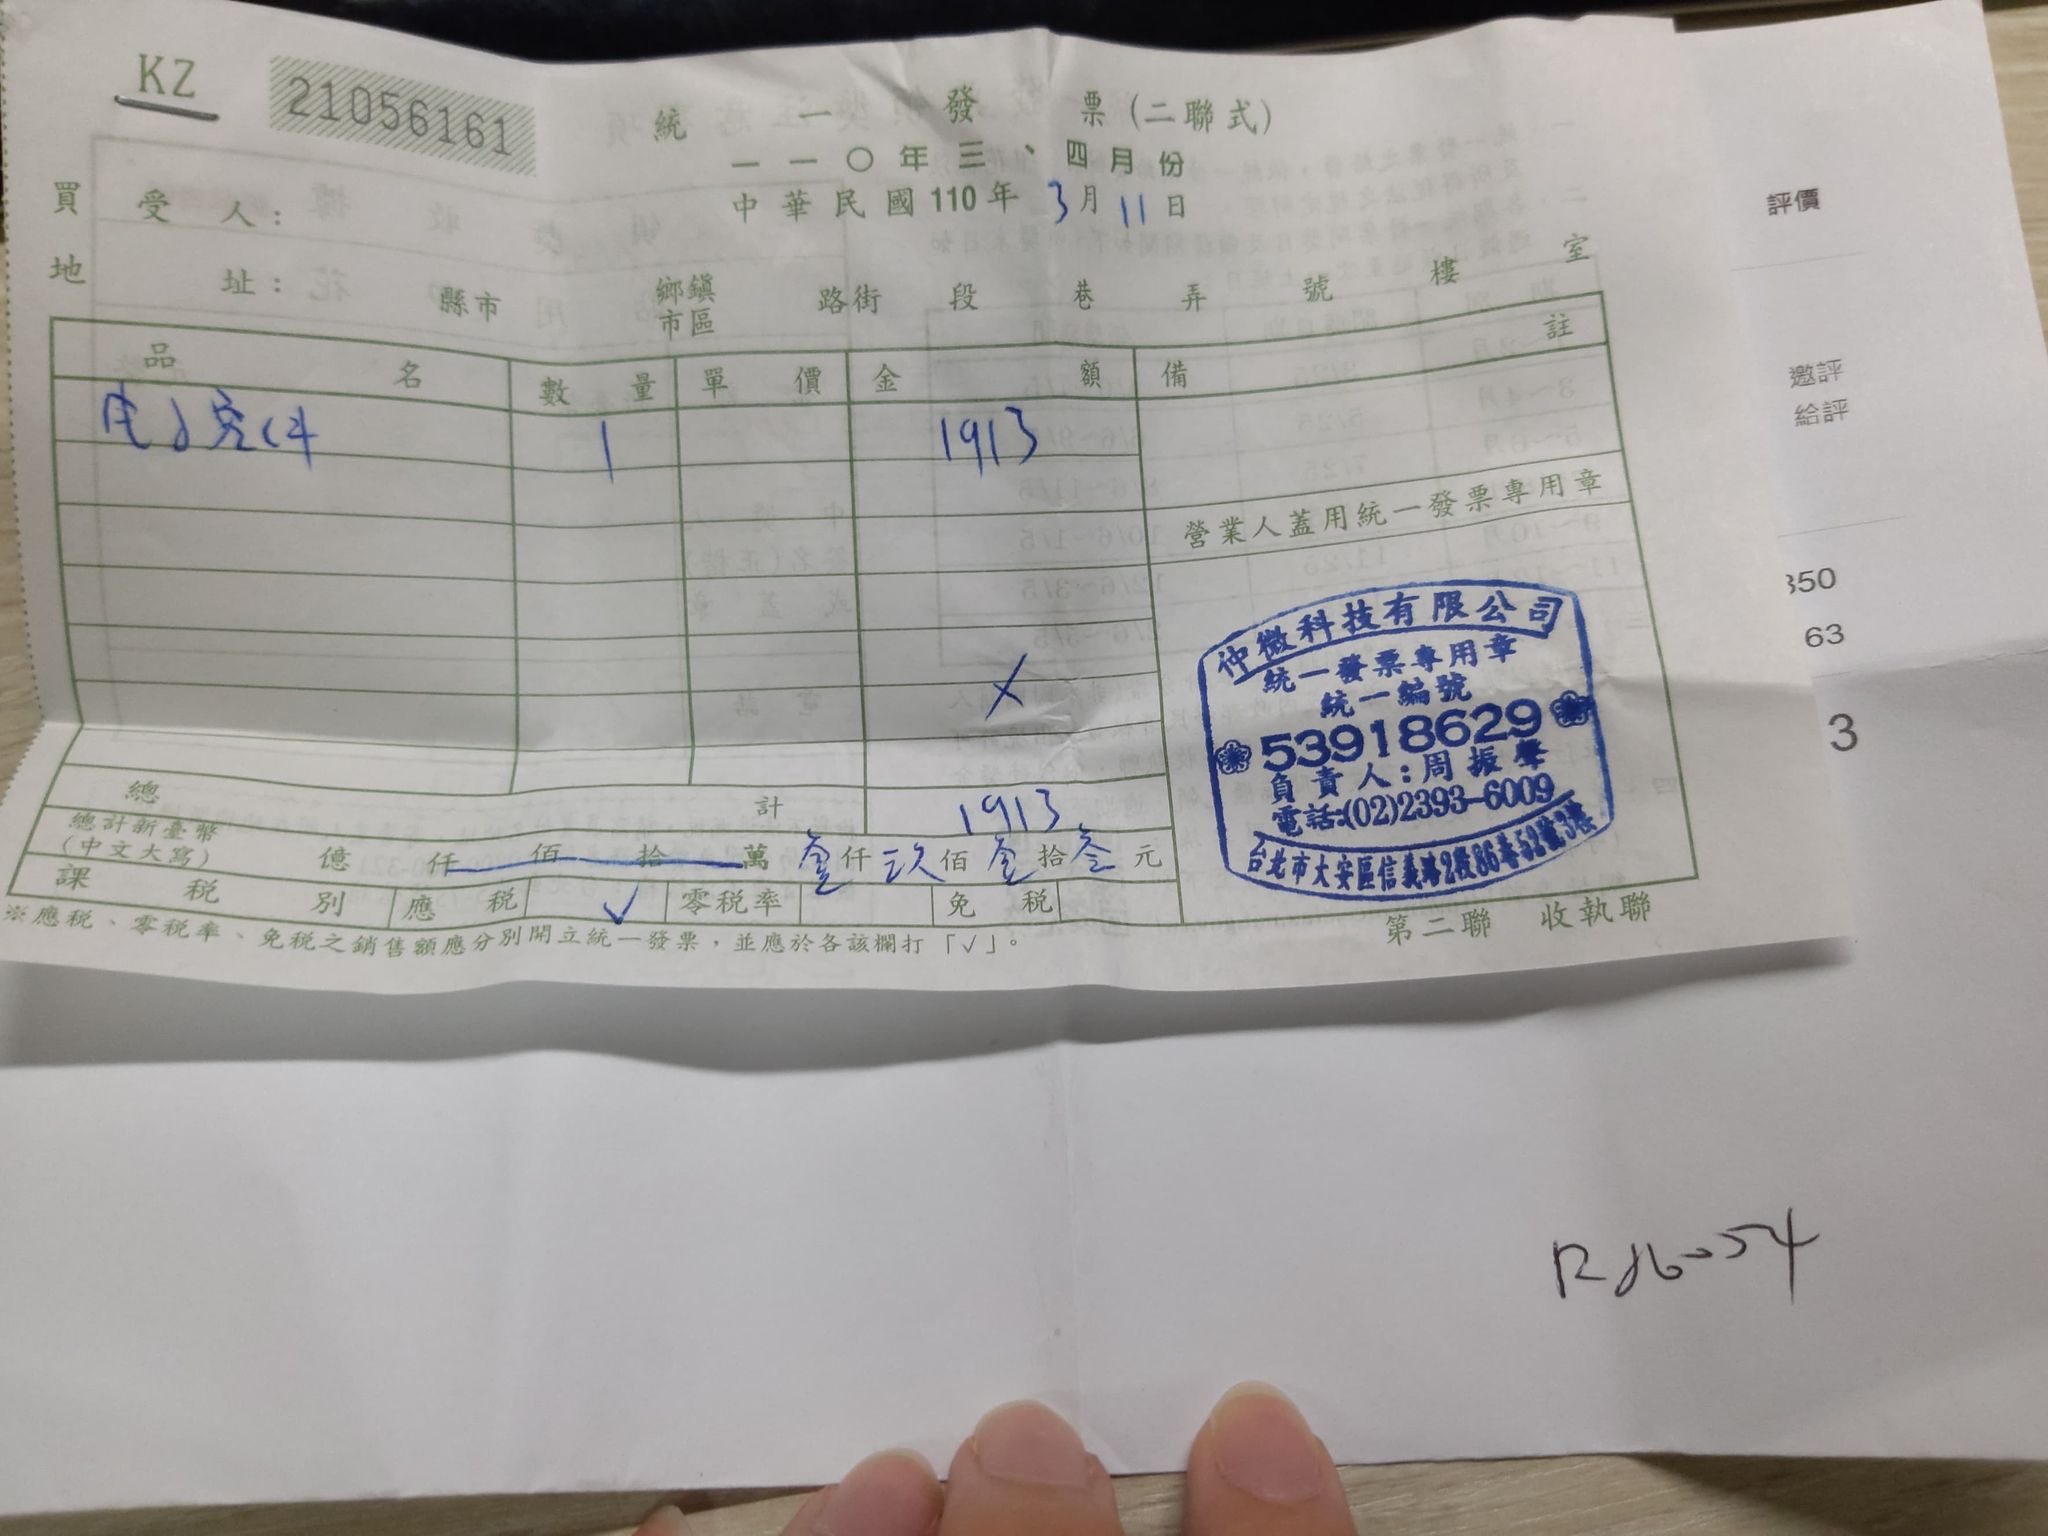 KZ 21056161
統一發票(二聯式)
一一〇年三、四月份
中華民國110年3月11日
買受人:
地址: 縣市 鄉鎮市區 路街 段 巷 弄 號 樓 室
品名 數量 單價 金額 備註
电子零件 1 1913
營業人蓋用統一發票專用章
仲微科技有限公司
統一發票專用章
統一編號
53918629
負責人:周振聲
電話:(02)2393-6009
台北市大安區信義路2段86巷52號3樓
總計 1913
總計新臺幣
(中文大寫) 億 仟 佰 拾 萬 壹仟玖佰壹拾叁元
課稅別 應稅 ✓ 零稅率 免稅
※應稅、零稅率、免稅之銷售額應分別開立統一發票,並應於各該欄打「✓」。
第二聯 收執聯
評價
邀評
給評
350
63
3